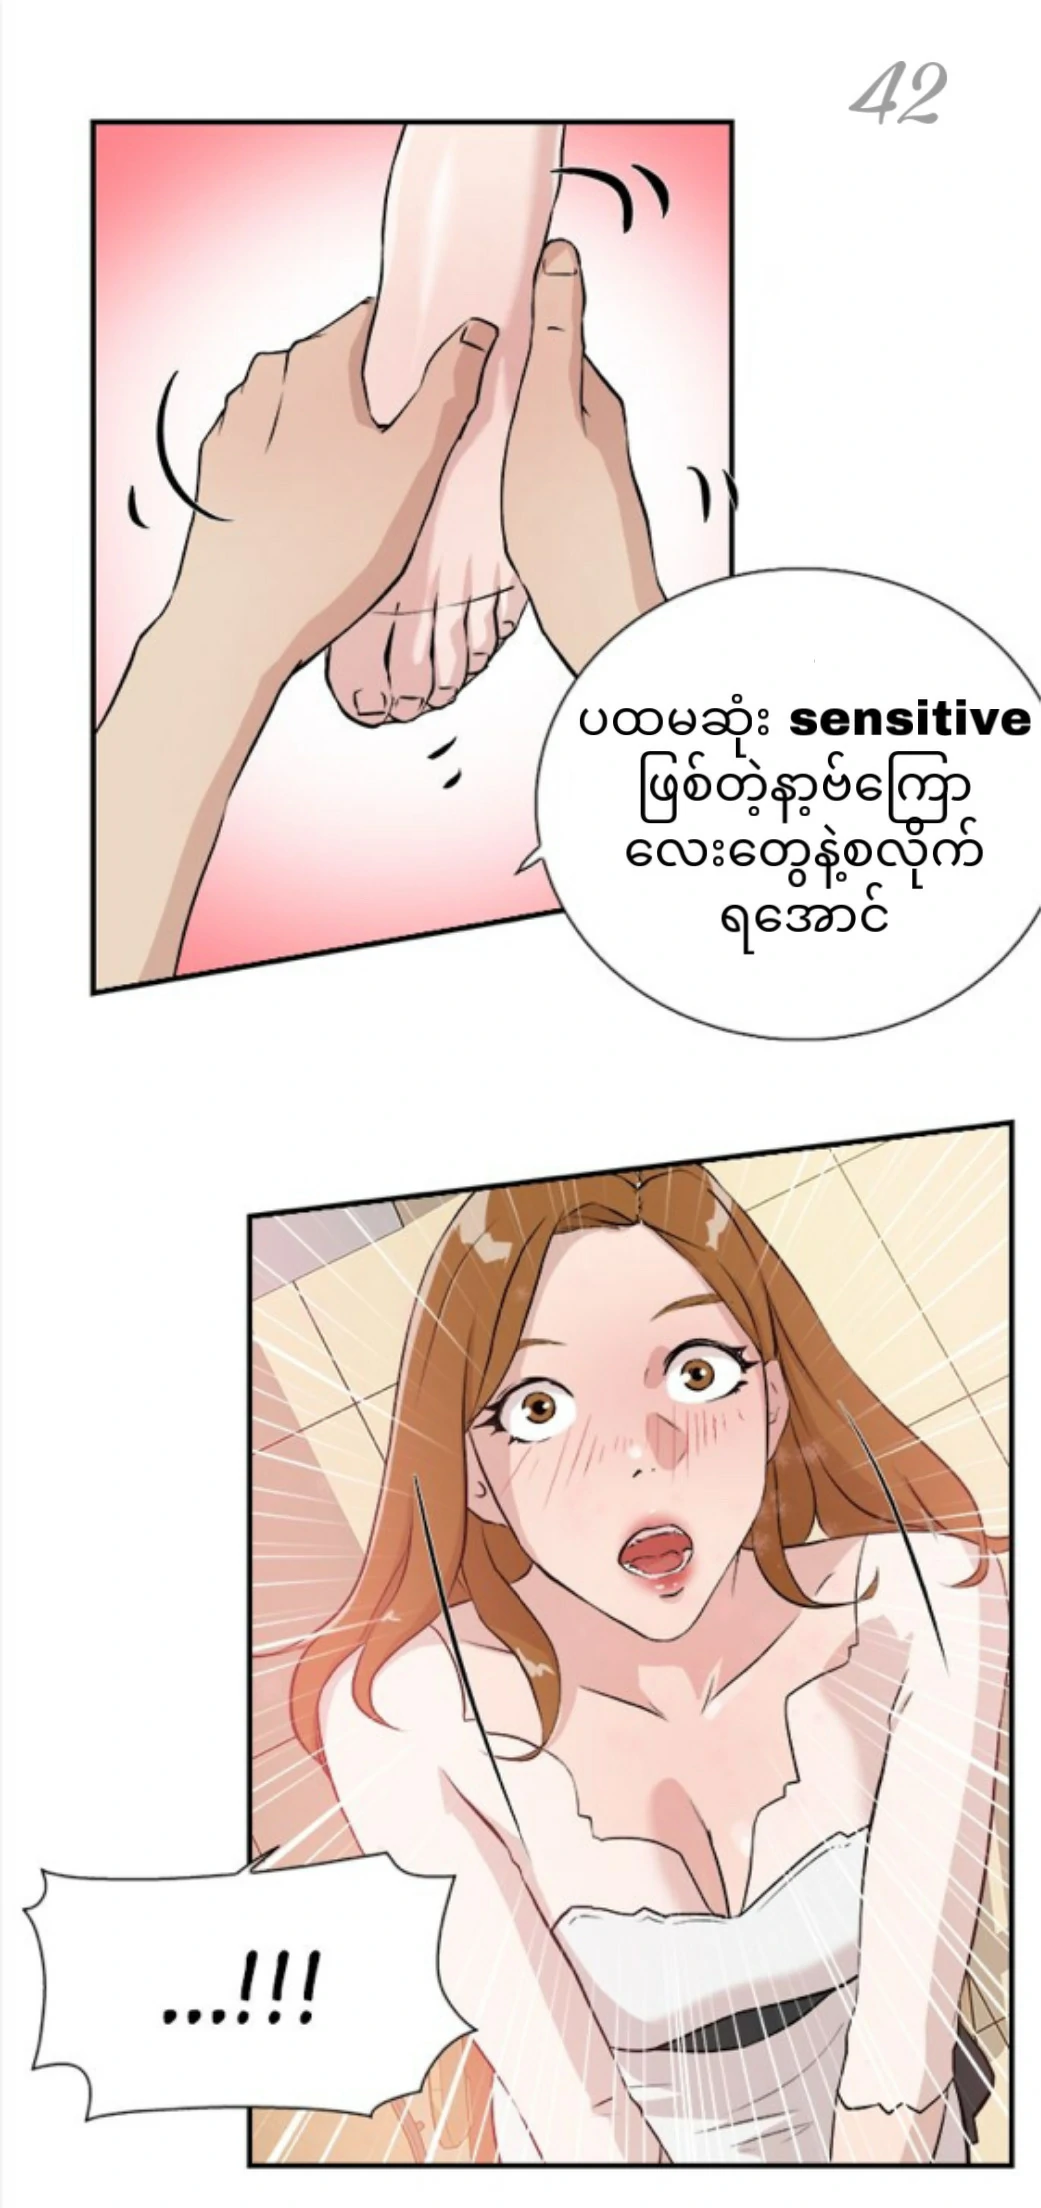 42
ပထမဆုံး sensitive
ဖြစ်တဲ့နာ့ဗ်ကြော
လေးတွေနဲ့စလိုက်
ရအောင်
...!!!